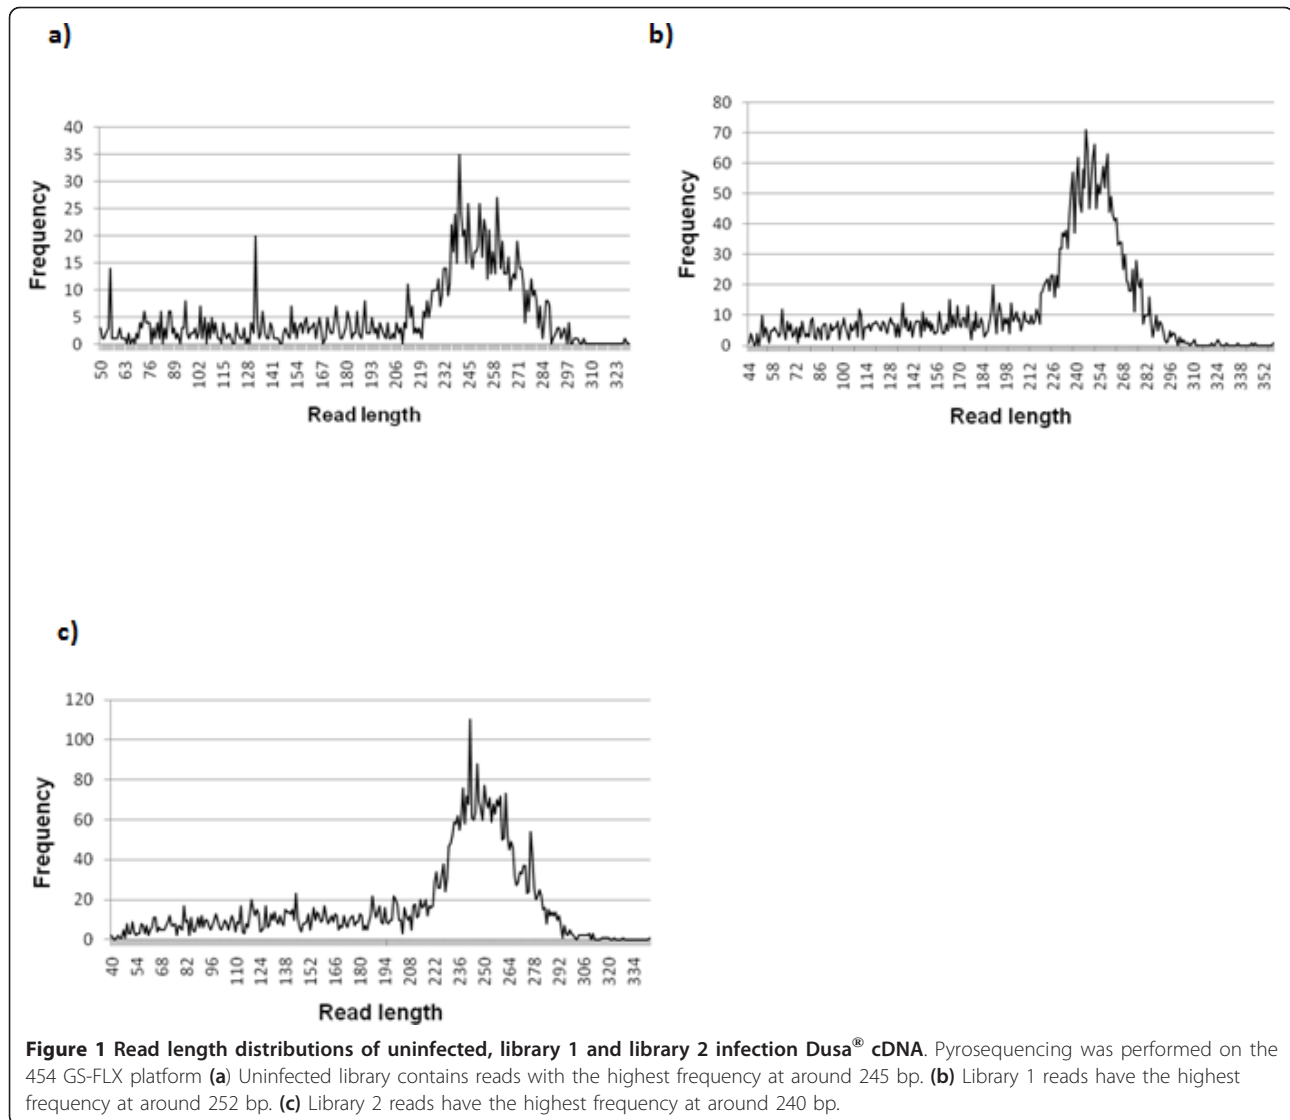 a)
40
35
30
25
20
15
10
5
0
Frequency
50 63 76 89 102 115 128 141 154 167 180 193 206 219 232 245 258 271 284 297 310 323
Read length
b)
80
70
60
50
40
30
20
10
0
Frequency
44 58 72 86 100 114 128 142 156 170 184 198 212 226 240 254 268 282 296 310 324 338 352
Read length
c)
120
100
80
60
40
20
0
Frequency
40 54 68 82 96 110 124 138 152 166 180 194 208 222 236 250 264 278 292 306 320 334
Read length
Figure 1 Read length distributions of uninfected, library 1 and library 2 infection Dusa® cDNA. Pyrosequencing was performed on the
454 GS-FLX platform (a) Uninfected library contains reads with the highest frequency at around 245 bp. (b) Library 1 reads have the highest
frequency at around 252 bp. (c) Library 2 reads have the highest frequency at around 240 bp.